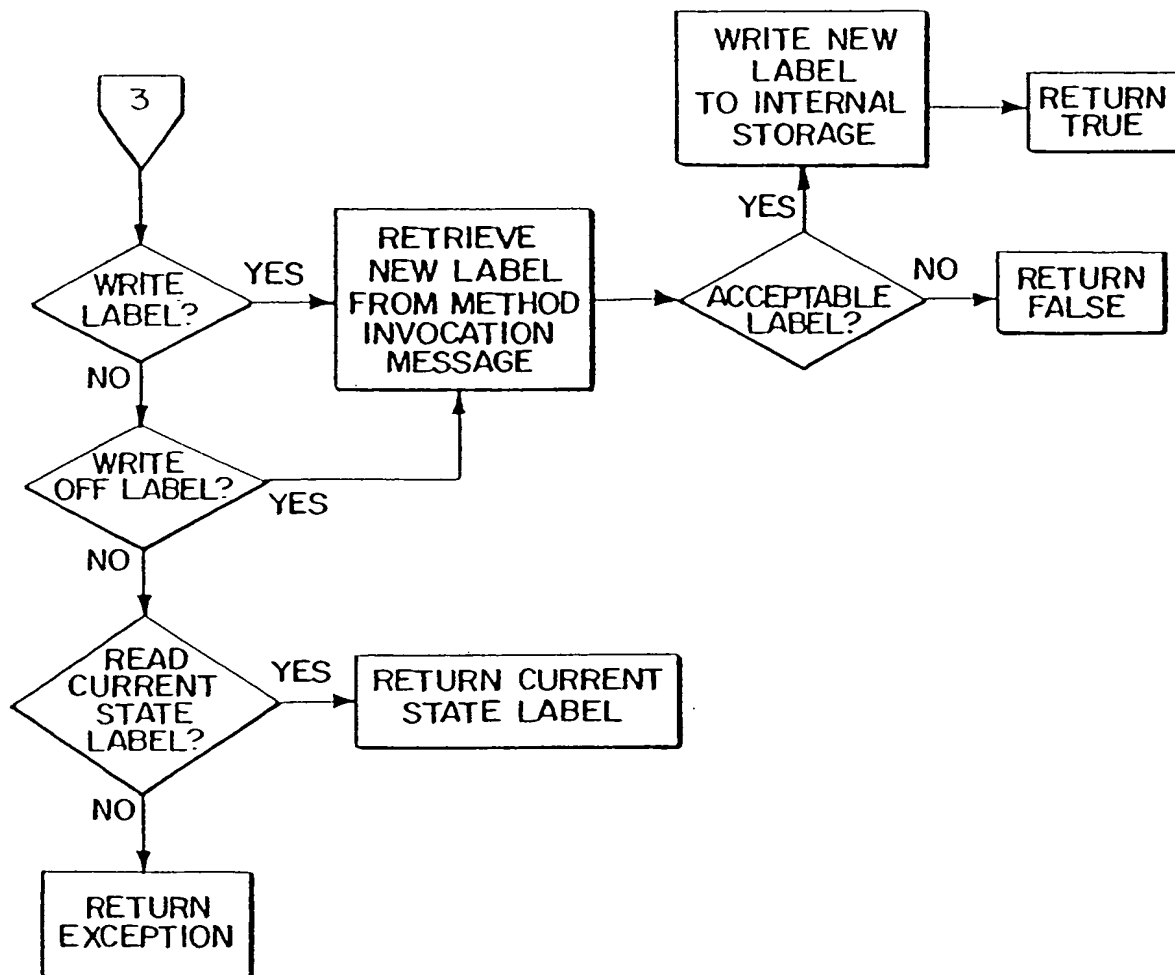 3
WRITE
LABEL?
YES
NO
RETRIEVE
NEW LABEL
FROM METHOD
INVOCATION
MESSAGE
ACCEPTABLE
LABEL?
YES
NO
WRITE NEW
LABEL
TO INTERNAL
STORAGE
RETURN
TRUE
RETURN
FALSE
WRITE
OFF LABEL?
YES
NO
READ
CURRENT
STATE
LABEL?
YES
NO
RETURN CURRENT
STATE LABEL
RETURN
EXCEPTION